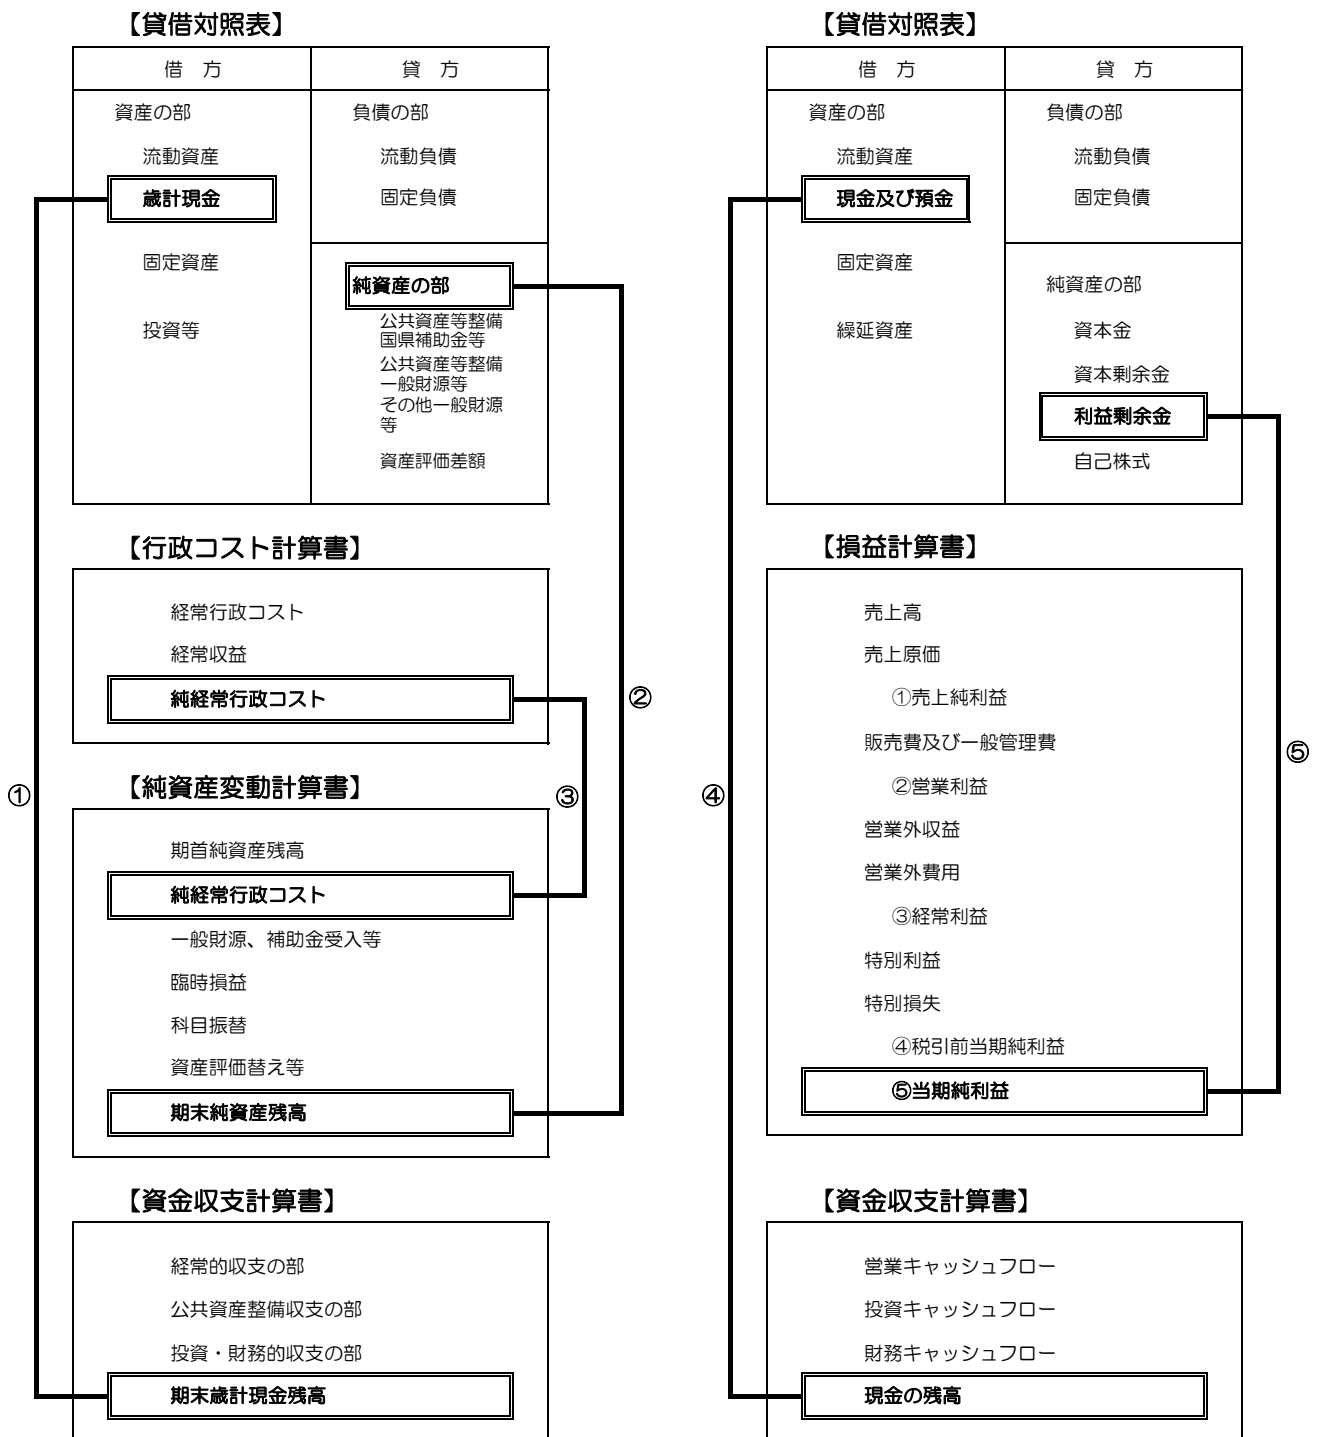 【貸借対照表】
借　方
貸　方
資産の部
負債の部
流動資産
流動負債
歳計現金
固定負債
固定資産
純資産の部
公共資産等整備
国県補助金等
投資等
公共資産等整備
一般財源等
その他一般財源
等
資産評価差額
【行政コスト計算書】
経常行政コスト
経常収益
純経常行政コスト
【純資産変動計算書】
期首純資産残高
純経常行政コスト
一般財源、補助金受入等
臨時損益
科目振替
資産評価替え等
期末純資産残高
【資金収支計算書】
経常的収支の部
公共資産整備収支の部
投資・財務的収支の部
期末歳計現金残高
①
②
③
【貸借対照表】
借　方
貸　方
資産の部
負債の部
流動資産
流動負債
現金及び預金
固定負債
固定資産
純資産の部
繰延資産
資本金
資本剰余金
利益剰余金
自己株式
【損益計算書】
売上高
売上原価
①売上純利益
販売費及び一般管理費
②営業利益
営業外収益
営業外費用
③経常利益
特別利益
特別損失
④税引前当期純利益
⑤当期純利益
【資金収支計算書】
営業キャッシュフロー
投資キャッシュフロー
財務キャッシュフロー
現金の残高
④
⑤